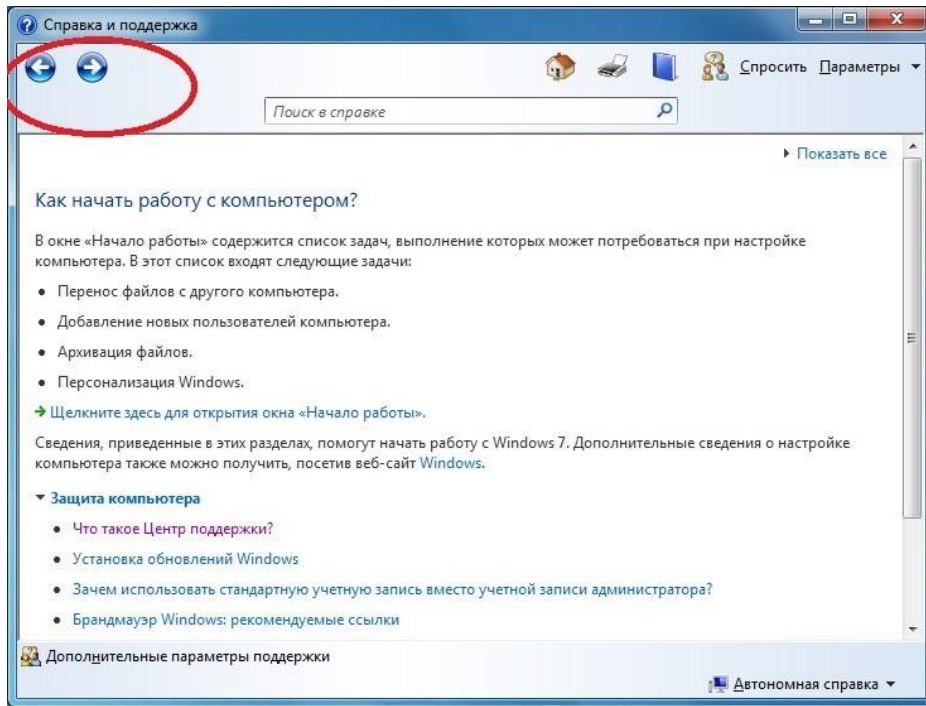 Справка и поддержка
Спросить Параметры
Поиск в справке
Показать все
Как начать работу с компьютером?
В окне «Начало работы» содержится список задач, выполнение которых может потребоваться при настройке
компьютера. В этот список входят следующие задачи:
• Перенос файлов с другого компьютера.
• Добавление новых пользователей компьютера.
• Архивация файлов.
• Персонализация Windows.
Щелкните здесь для открытия окна «Начало работы».
Сведения, приведенные в этих разделах, помогут начать работу с Windows 7. Дополнительные сведения о настройке
компьютера также можно получить, посетив веб-сайт Windows.
Защита компьютера
• Что такое Центр поддержки?
• Установка обновлений Windows
• Зачем использовать стандартную учетную запись вместо учетной записи администратора?
• Брандмауэр Windows: рекомендуемые ссылки
Дополнительные параметры поддержки
Автономная справка